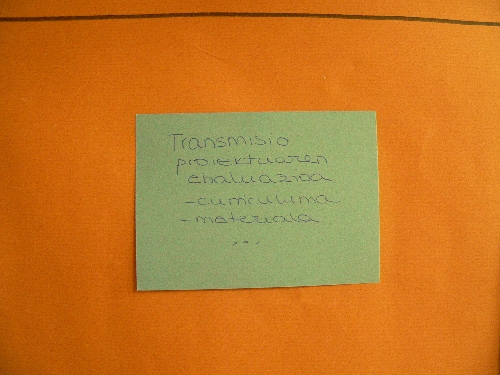 Transmisio
proiektuaren
ebaluazioa
- curriculuma
- materiala
...